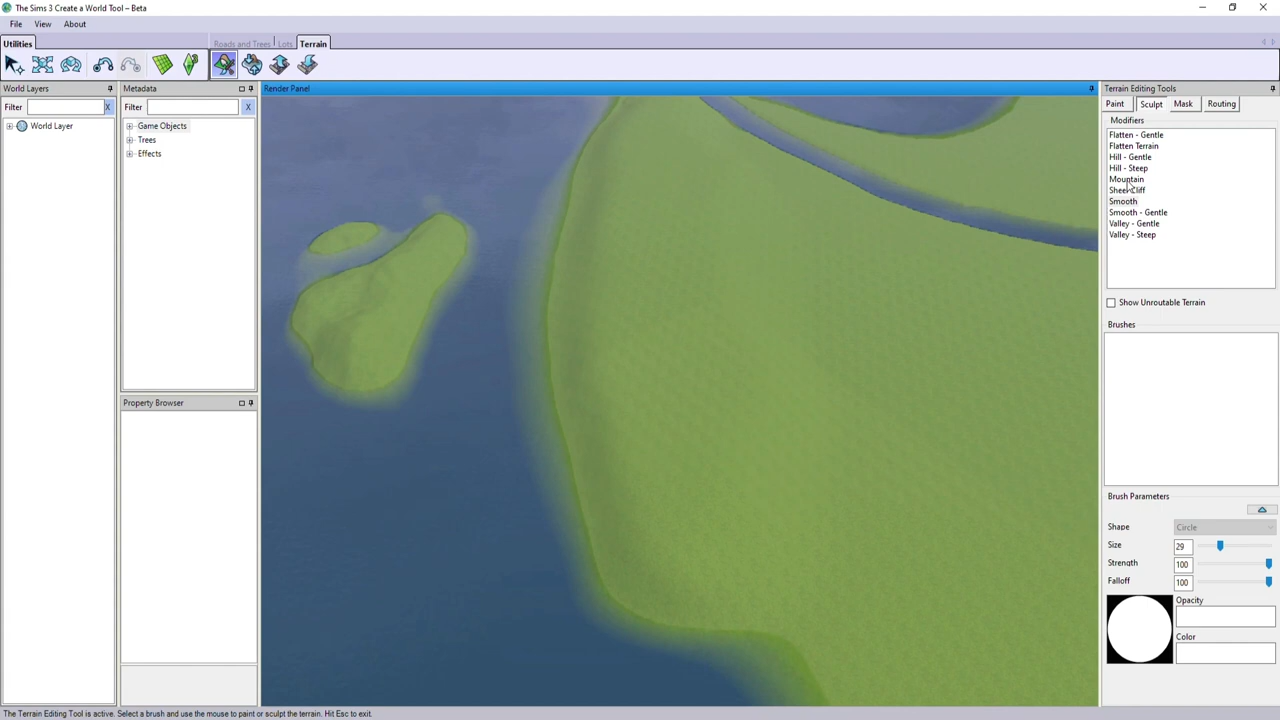 The Sims 3 Create a World Tool – Beta
File View About
Utilities Roads and Trees Lots Terrain
World Layers Metadata Render Panel Terrain Editing Tools
Filter X Filter X Paint Sculpt Mask Routing
World Layer Game Objects Modifiers
Trees
Effects
Flatten - Gentle
Flatten Terrain
Hill - Gentle
Hill - Steep
Mountain
Sheer Cliff
Smooth
Smooth - Gentle
Valley - Gentle
Valley - Steep
Show Unroutable Terrain
Brushes
Property Browser
Brush Parameters
Shape Circle
Size 29
Strength 100
Falloff 100
Opacity
Color
The Terrain Editing Tool is active. Select a brush and use the mouse to paint or sculpt the terrain. Hit Esc to exit.